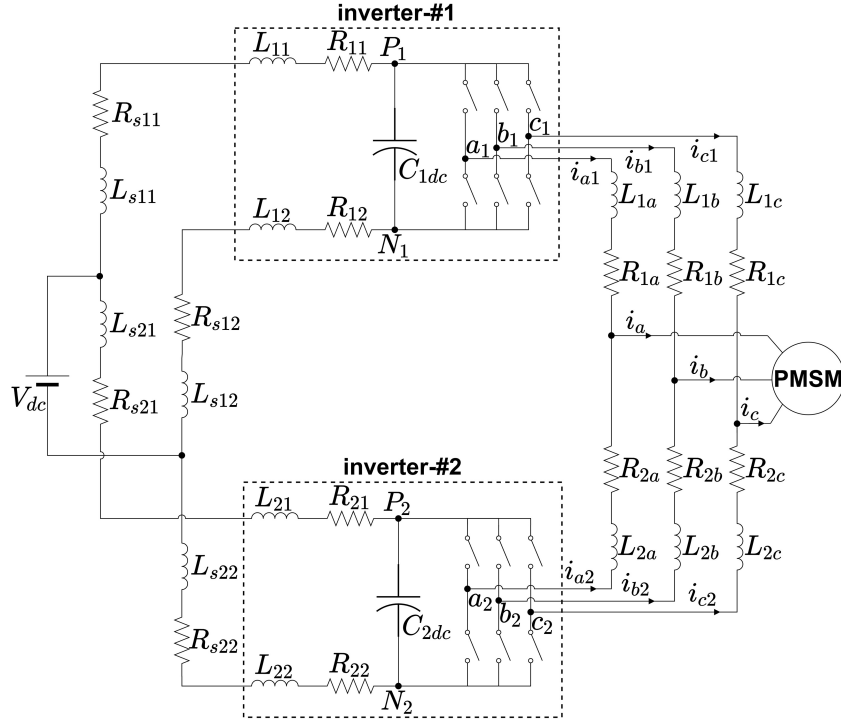 inverter-#1
L11 R11 P1
Rs11
c1
b1
a1
C1dc
ic1
ib1
ia1
Ls11
L1a L1b L1c
L12 R12
N1
R1a R1b R1c
Rs12
Ls21
ia
ib
PMSM
Vdc
Rs21
Ls12
ic
inverter-#2
L21 R21 P2
R2a R2b R2c
Ls22
L2a L2b L2c
ia2
a2
ib2
b2
ic2
c2
C2dc
Rs22
L22 R22
N2